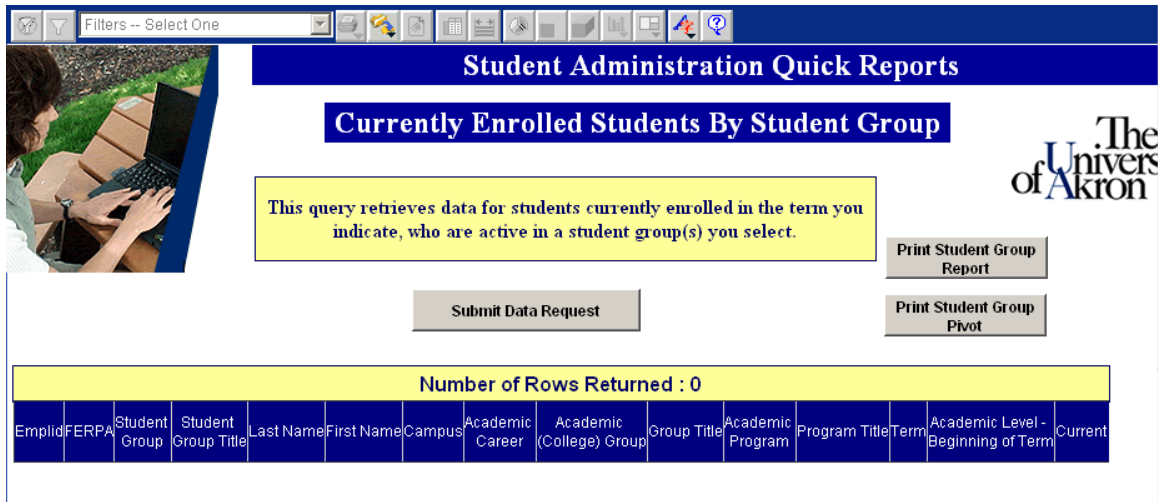 Filters -- Select One
Student Administration Quick Reports
Currently Enrolled Students By Student Group
The
Univers
of Akron
This query retrieves data for students currently enrolled in the term you
indicate, who are active in a student group(s) you select.
Print Student Group
Report
Submit Data Request
Print Student Group
Pivot
Number of Rows Returned : 0
Emplid FERPA Student Group Student Group Title Last Name First Name Campus Academic Career Academic (College) Group Group Title Academic Program Program Title Term Academic Level - Beginning of Term Current